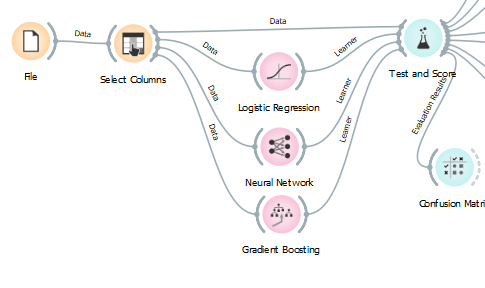 Data
Data
Data
Learner
File
Select Columns
Test and Score
Logistic Regression
Data
Learner
Evaluation Results
Data
Learner
Neural Network
Confusion Matri
Gradient Boosting